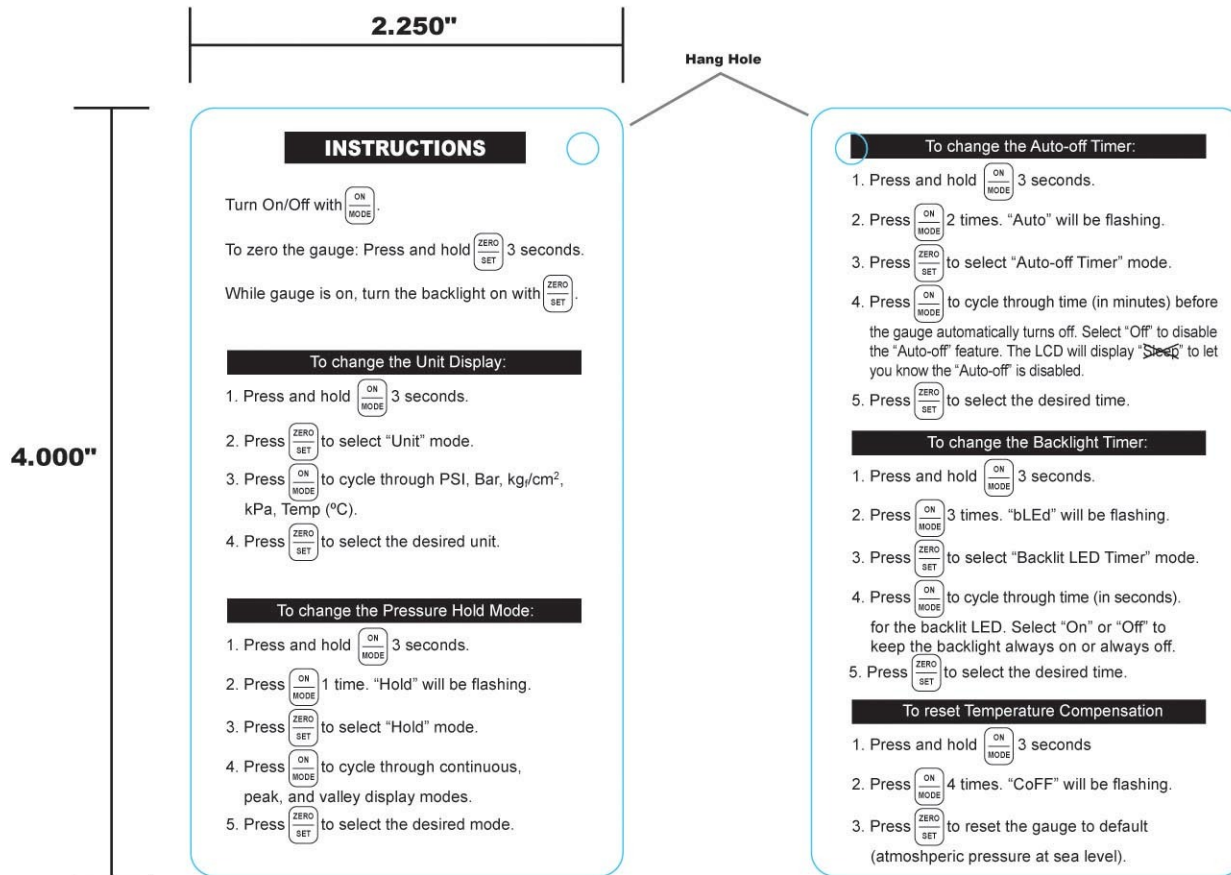 2.250"
Hang Hole
4.000"
INSTRUCTIONS
Turn On/Off with ON MODE.
To zero the gauge: Press and hold ZERO SET 3 seconds.
While gauge is on, turn the backlight on with ZERO SET.
To change the Unit Display:
1. Press and hold ON MODE 3 seconds.
2. Press ZERO SET to select “Unit” mode.
3. Press ON MODE to cycle through PSI, Bar, kgf/cm²,
kPa, Temp (ºC).
4. Press ZERO SET to select the desired unit.
To change the Pressure Hold Mode:
1. Press and hold ON MODE 3 seconds.
2. Press ON MODE 1 time. “Hold” will be flashing.
3. Press ZERO SET to select “Hold” mode.
4. Press ON MODE to cycle through continuous,
peak, and valley display modes.
5. Press ZERO SET to select the desired mode.
To change the Auto-off Timer:
1. Press and hold ON MODE 3 seconds.
2. Press ON MODE 2 times. “Auto” will be flashing.
3. Press ZERO SET to select “Auto-off Timer” mode.
4. Press ON MODE to cycle through time (in minutes) before
the gauge automatically turns off. Select “Off” to disable
the “Auto-off” feature. The LCD will display “Sleep” to let
you know the “Auto-off” is disabled.
5. Press ZERO SET to select the desired time.
To change the Backlight Timer:
1. Press and hold ON MODE 3 seconds.
2. Press ON MODE 3 times. “bLEd” will be flashing.
3. Press ZERO SET to select “Backlit LED Timer” mode.
4. Press ON MODE to cycle through time (in seconds).
for the backlit LED. Select “On” or “Off” to
keep the backlight always on or always off.
5. Press ZERO SET to select the desired time.
To reset Temperature Compensation
1. Press and hold ON MODE 3 seconds
2. Press ON MODE 4 times. “CoFF” will be flashing.
3. Press ZERO SET to reset the gauge to default
(atmoshperic pressure at sea level).